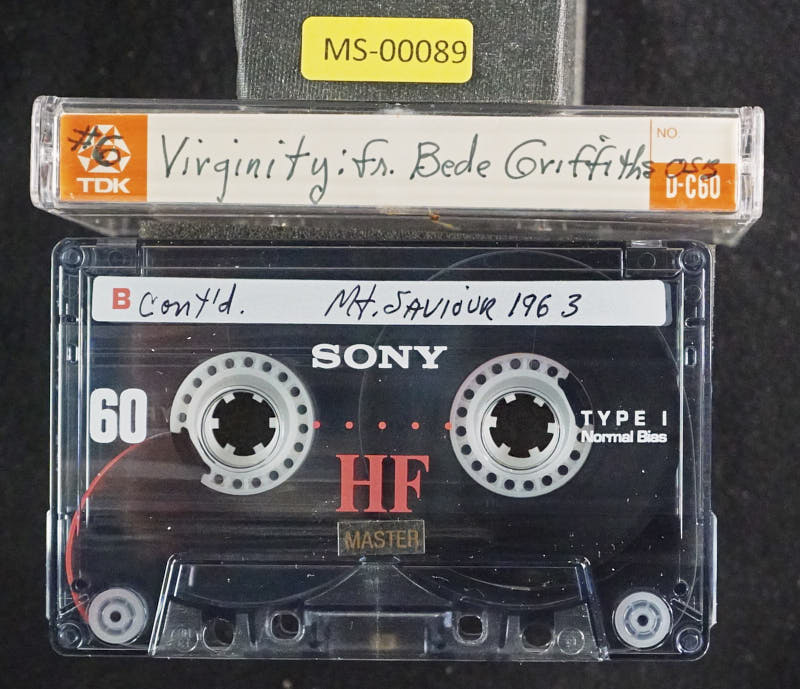 MS-00089
#6 Virginity: Fr. Bede Griffiths OSB
NO.
TDK
D-C60
B Cont'd. Mt. SAVIOUR 1963
SONY
60
TYPE I
Normal Bias
HF
MASTER